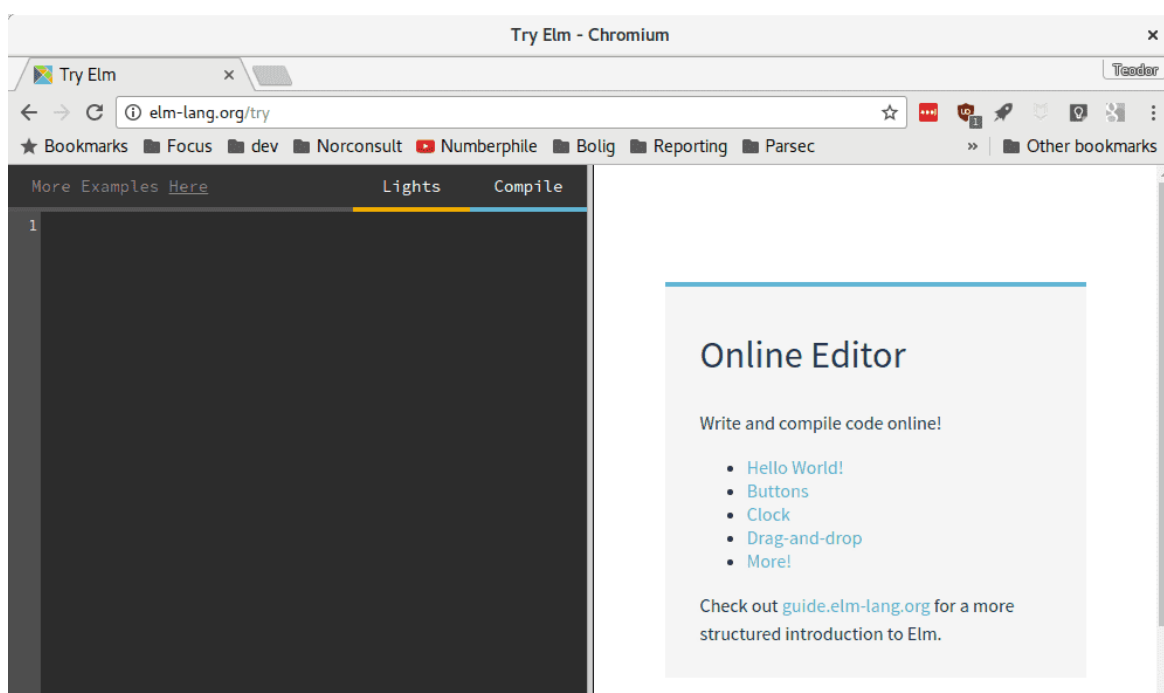 Try Elm - Chromium
Try Elm
Teodor
elm-lang.org/try
1
Bookmarks Focus dev Norconsult Numberphile Bolig Reporting Parsec » Other bookmarks
More Examples Here Lights Compile
1
Online Editor
Write and compile code online!
Hello World!
Buttons
Clock
Drag-and-drop
More!
Check out guide.elm-lang.org for a more
structured introduction to Elm.